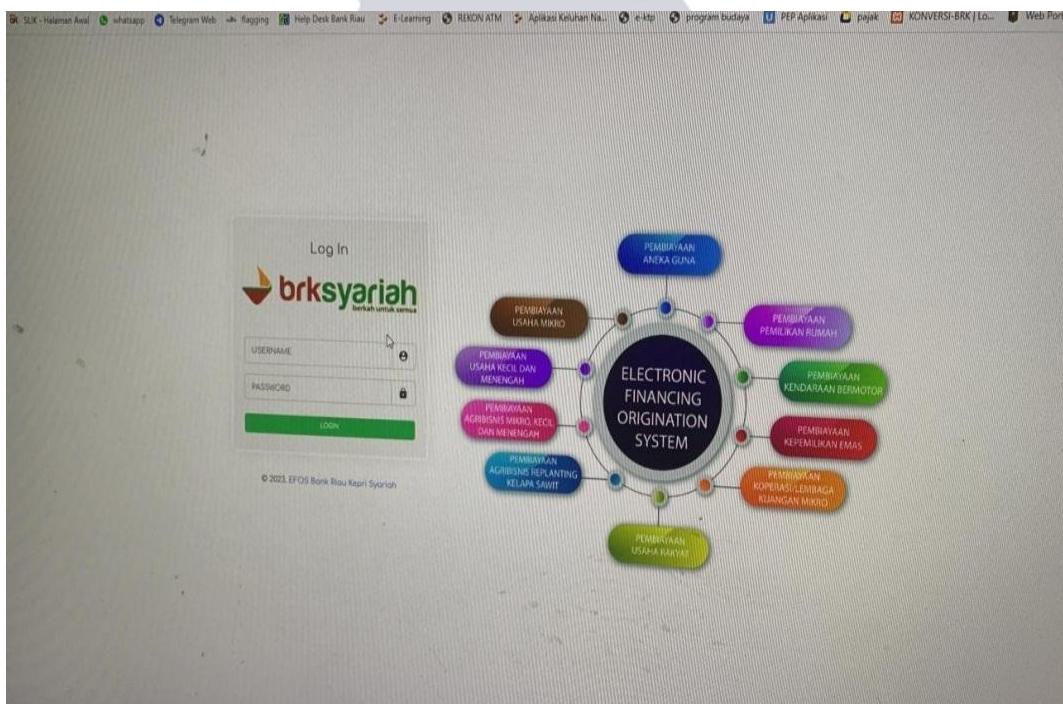 SLIK - Halaman Awal whatsapp Telegram Web flagging Help Desk Bank Riau E-Learning REKON ATM Aplikasi Keluhan Na... e-ktp program budaya PEP Aplikasi pajak KONVERSI-BRK | Lo... Web Port
Log In
brksyariah
berkah untuk semua
USERNAME
PASSWORD
LOGIN
© 2023, EFOS Bank Riau Kepri Syariah
PEMBIAYAAN
ANEKA GUNA
PEMBIAYAAN
PEMILIKAN RUMAH
PEMBIAYAAN
KENDARAAN BERMOTOR
PEMBIAYAAN
KEPEMILIKAN EMAS
PEMBIAYAAN
KOPERASI/LEMBAGA
KUANGAN MIKRO
PEMBIAYAAN
USAHA RAKYAT
PEMBIAYAAN
AGRIBISNIS REPLANTING
KELAPA SAWIT
PEMBIAYAAN
AGRIBISNIS MIKRO, KECIL
DAN MENENGAH
PEMBIAYAAN
USAHA KECIL DAN
MENENGAH
PEMBIAYAAN
USAHA MIKRO
ELECTRONIC
FINANCING
ORIGINATION
SYSTEM